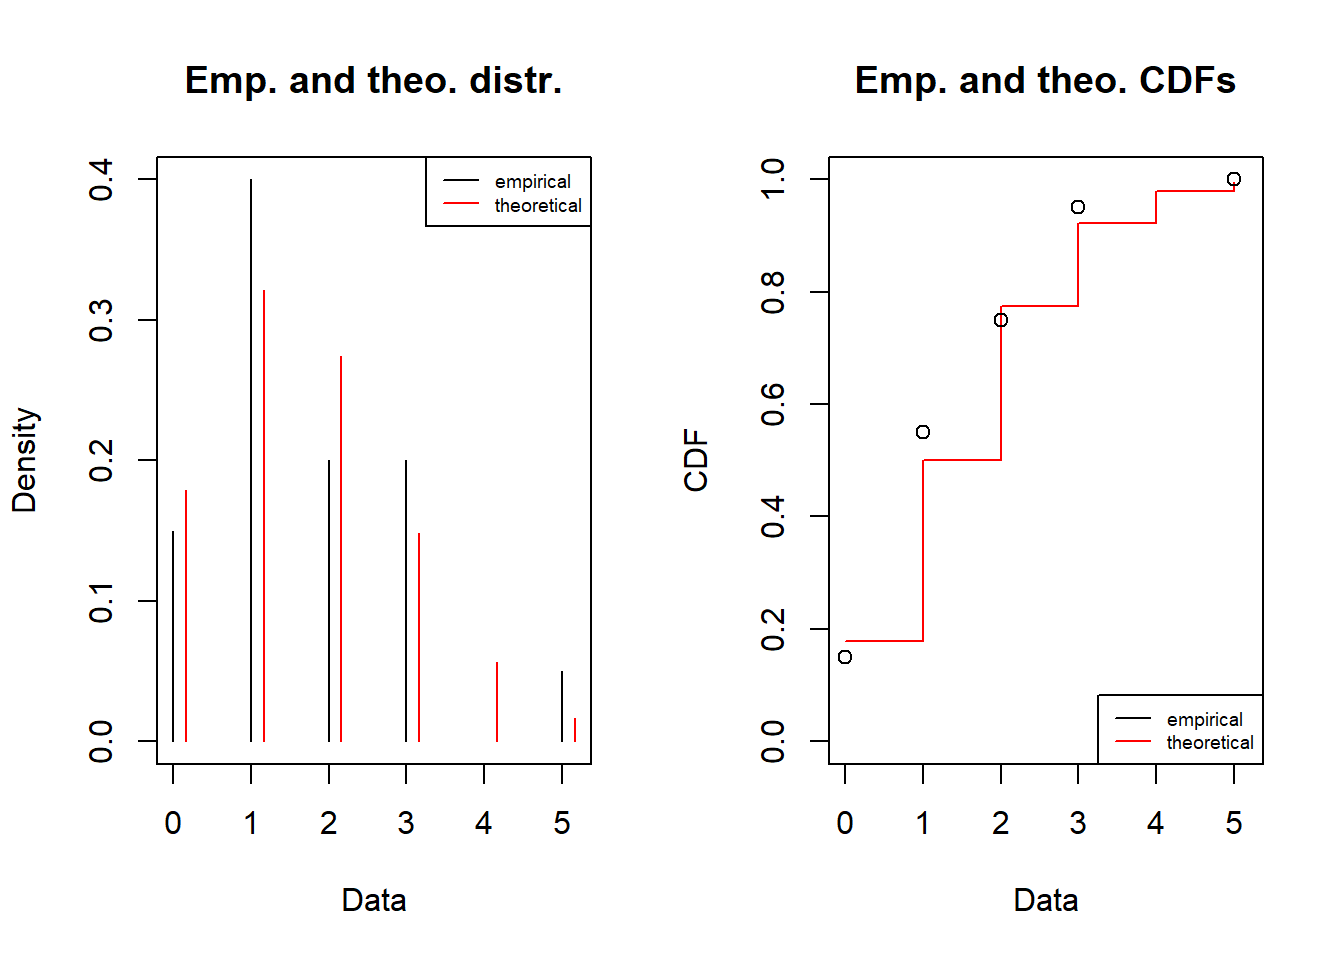 Emp. and theo. distr.
0.4
0.3
0.2
0.1
0.0
Density
empirical
theoretical
0 1 2 3 4 5
Data
Emp. and theo. CDFs
1.0
0.8
0.6
0.4
0.2
0.0
CDF
empirical
theoretical
0 1 2 3 4 5
Data